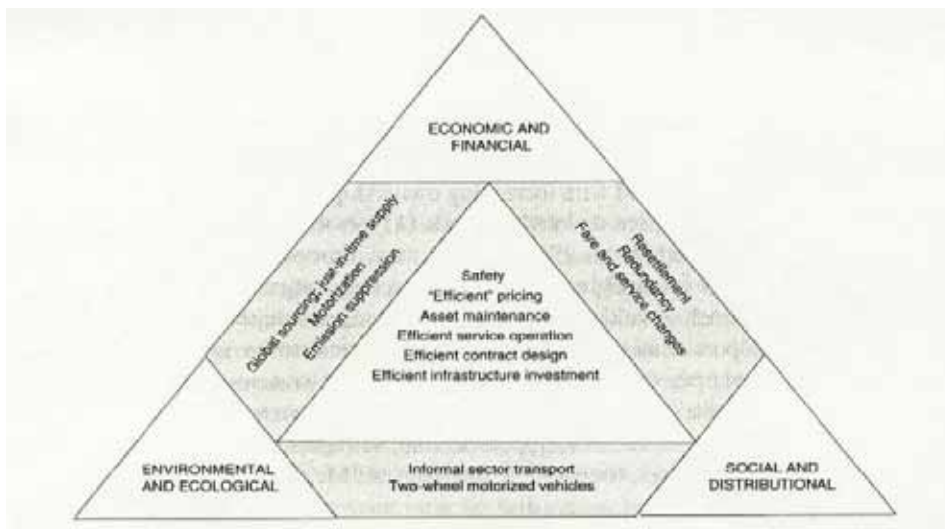 ECONOMIC AND
FINANCIAL
Global sourcing; just-in-time supply
Motorization
Emission suppression
Resettlement
Redundancy
Fare and service changes
Safety
"Efficient" pricing
Asset maintenance
Efficient service operation
Efficient contract design
Efficient infrastructure investment
ENVIRONMENTAL
AND ECOLOGICAL
Informal sector transport
Two-wheel motorized vehicles
SOCIAL AND
DISTRIBUTIONAL